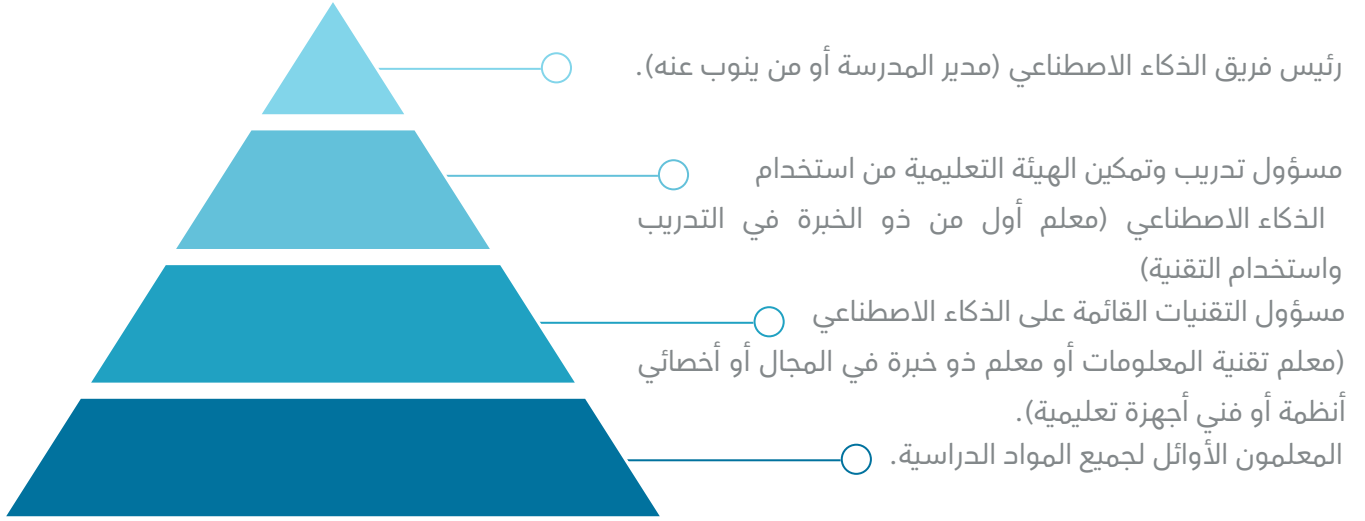 رئيس فريق الذكاء الاصطناعي (مدير المدرسة أو من ينوب عنه).
مسؤول تدريب وتمكين الهيئة التعليمية من استخدام
الذكاء الاصطناعي (معلم أول من ذو الخبرة في التدريب
واستخدام التقنية)
مسؤول التقنيات القائمة على الذكاء الاصطناعي
(معلم تقنية المعلومات أو معلم ذو خبرة في المجال أو أخصائي
أنظمة أو فني أجهزة تعليمية).
المعلمون الأوائل لجميع المواد الدراسية.